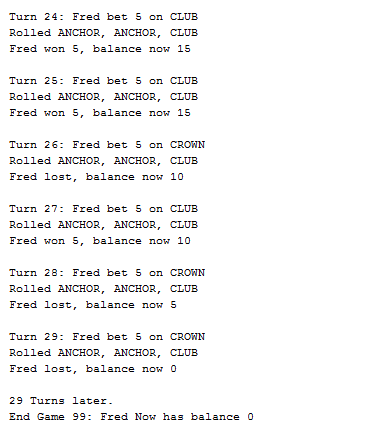 Turn 24: Fred bet 5 on CLUB
Rolled ANCHOR, ANCHOR, CLUB
Fred won 5, balance now 15
Turn 25: Fred bet 5 on CLUB
Rolled ANCHOR, ANCHOR, CLUB
Fred won 5, balance now 15
Turn 26: Fred bet 5 on CROWN
Rolled ANCHOR, ANCHOR, CLUB
Fred lost, balance now 10
Turn 27: Fred bet 5 on CLUB
Rolled ANCHOR, ANCHOR, CLUB
Fred won 5, balance now 10
Turn 28: Fred bet 5 on CROWN
Rolled ANCHOR, ANCHOR, CLUB
Fred lost, balance now 5
Turn 29: Fred bet 5 on CROWN
Rolled ANCHOR, ANCHOR, CLUB
Fred lost, balance now 0
29 Turns later.
End Game 99: Fred Now has balance 0